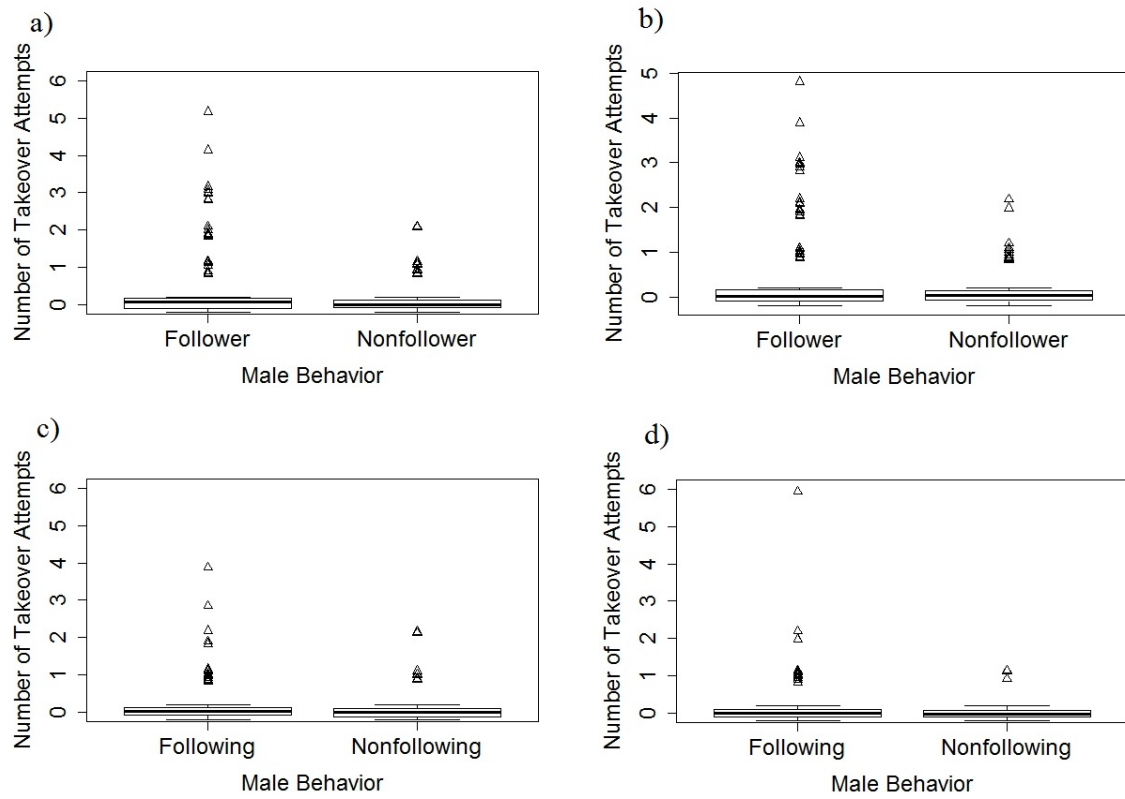 a)
Number of Takeover Attempts
6
5
4
3
2
1
0
Follower Nonfollower
Male Behavior
b)
Number of Takeover Attempts
5
4
3
2
1
0
Follower Nonfollower
Male Behavior
c)
Number of Takeover Attempts
6
5
4
3
2
1
0
Following Nonfollowing
Male Behavior
d)
Number of Takeover Attempts
6
5
4
3
2
1
0
Following Nonfollowing
Male Behavior